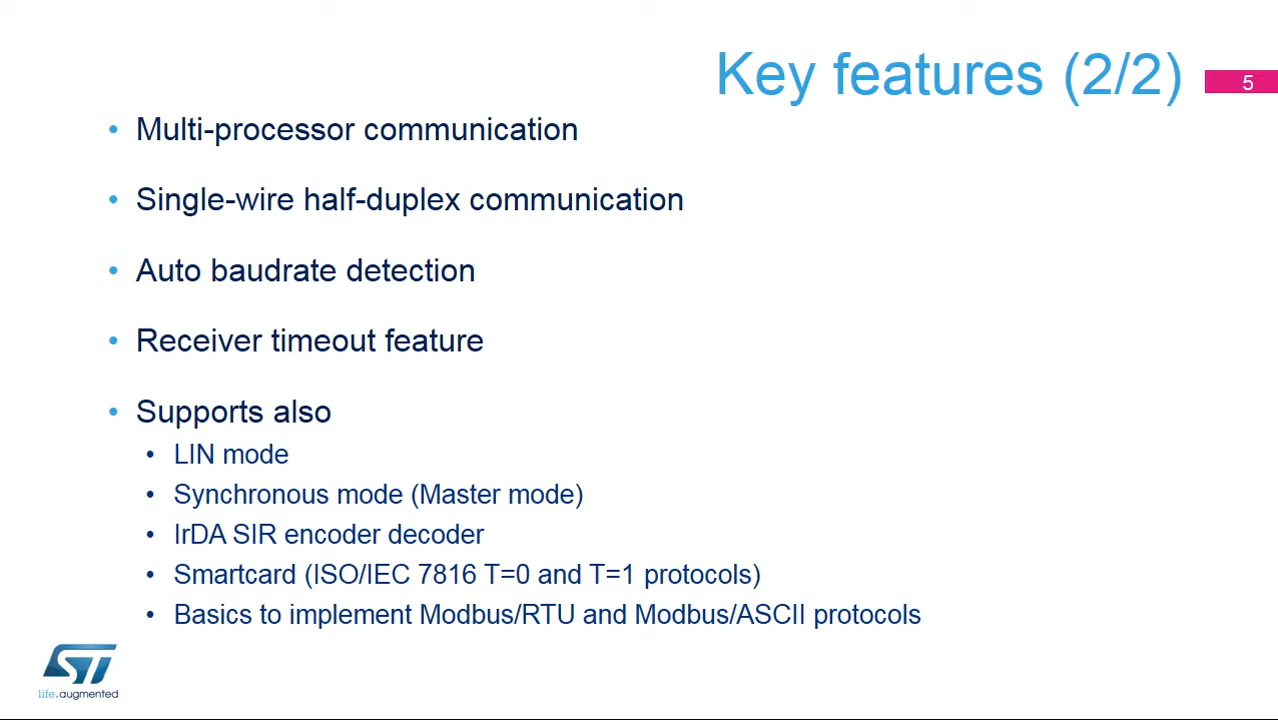 Key features (2/2)
5
• Multi-processor communication
• Single-wire half-duplex communication
• Auto baudrate detection
• Receiver timeout feature
• Supports also
• LIN mode
• Synchronous mode (Master mode)
• IrDA SIR encoder decoder
• Smartcard (ISO/IEC 7816 T=0 and T=1 protocols)
• Basics to implement Modbus/RTU and Modbus/ASCII protocols
ST
life.augmented